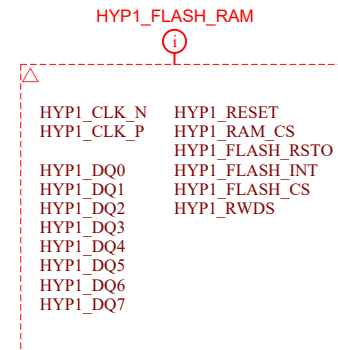 HYP1_FLASH_RAM
i
HYP1_CLK_N HYP1_RESET
HYP1_CLK_P HYP1_RAM_CS
HYP1_FLASH_RSTO
HYP1_DQ0 HYP1_FLASH_INT
HYP1_DQ1 HYP1_FLASH_CS
HYP1_DQ2 HYP1_RWDS
HYP1_DQ3
HYP1_DQ4
HYP1_DQ5
HYP1_DQ6
HYP1_DQ7